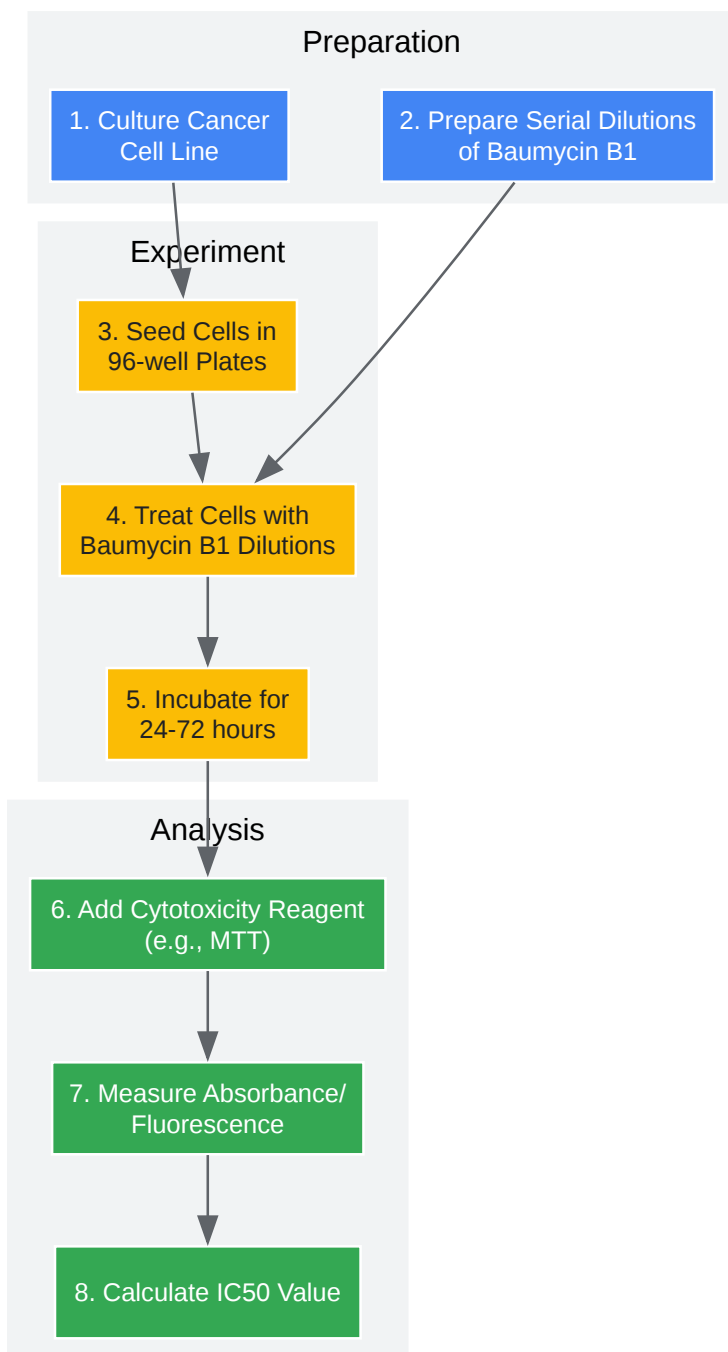 Preparation
1. Culture Cancer
Cell Line
2. Prepare Serial Dilutions
of Baumycin B1
Experiment
3. Seed Cells in
96-well Plates
4. Treat Cells with
Baumycin B1 Dilutions
5. Incubate for
24-72 hours
Analysis
6. Add Cytotoxicity Reagent
(e.g., MTT)
7. Measure Absorbance/
Fluorescence
8. Calculate IC50 Value